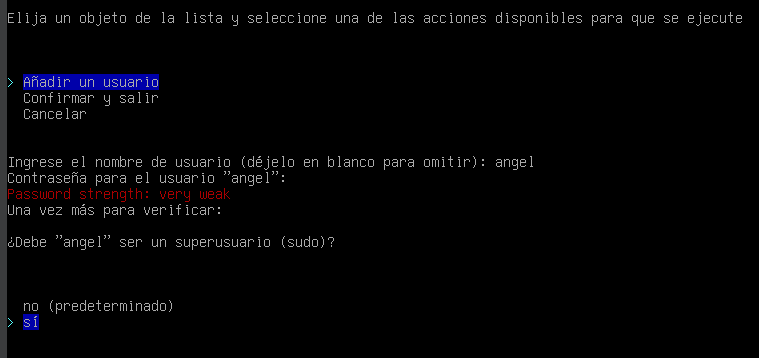 Elija un objeto de la lista y seleccione una de las acciones disponibles para que se ejecute
> Añadir un usuario
Confirmar y salir
Cancelar
Ingrese el nombre de usuario (déjelo en blanco para omitir): angel
Contraseña para el usuario "angel":
Password strength: very weak
Una vez más para verificar:
¿Debe "angel" ser un superusuario (sudo)?
no (predeterminado)
> sí